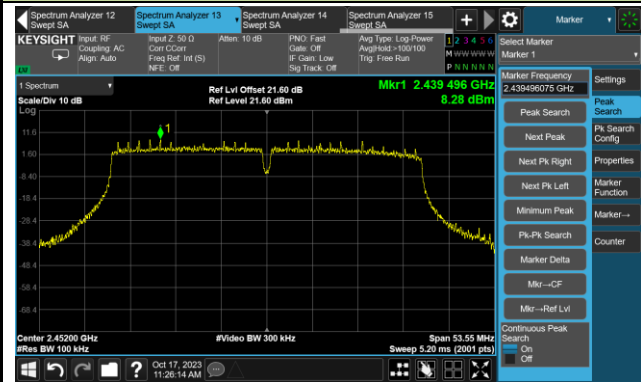 Spectrum Analyzer 12
Swept SA
Spectrum Analyzer 13
Swept SA
Spectrum Analyzer 14
Swept SA
Spectrum Analyzer 15
Swept SA
Marker
KEYSIGHT
Input: RF
Coupling: AC
Align: Auto
Input Z: 50 Ω
Corr CCorr
Freq Ref: Int (S)
NFE: Off
Atten: 10 dB
PNO: Fast
Gate: Off
IF Gain: Low
Sig Track: Off
Avg Type: Log-Power
Avg|Hold >100/100
Trig: Free Run
1 2 3 4 5 6
M W W W W W
P N N N N N
Select Marker
Marker 1
1 Spectrum
Scale/Div 10 dB
Log
Ref Lvl Offset 21.60 dB
Ref Level 21.60 dBm
Mkr1 2.439 496 GHz
8.28 dBm
1
11.6
1.60
-8.40
-18.4
-28.4
-38.4
-48.4
-58.4
-68.4
Center 2.45200 GHz
#Res BW 100 kHz
#Video BW 300 kHz
Span 53.55 MHz
Sweep 5.20 ms (2001 pts)
Marker Frequency
2.439496075 GHz
Peak Search
Next Peak
Next Pk Right
Next Pk Left
Minimum Peak
Pk-Pk Search
Marker Delta
Mkr→CF
Mkr→Ref Lvl
Continuous Peak
Search
On
Off
Settings
Peak
Search
Pk Search
Config
Properties
Marker
Function
Marker→
Counter
Oct 17, 2023
11:26:14 AM